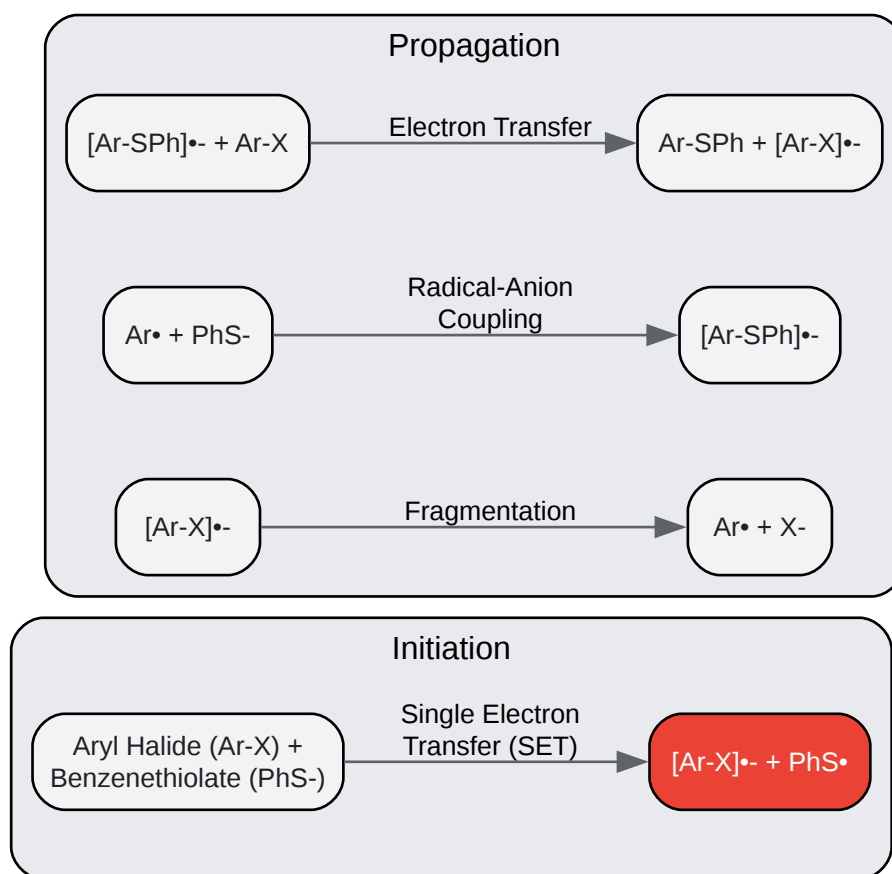 Propagation
[Ar-SPh]•- + Ar-X
Electron Transfer
Ar-SPh + [Ar-X]•-
Ar• + PhS-
Radical-Anion
Coupling
[Ar-SPh]•-
[Ar-X]•-
Fragmentation
Ar• + X-
Initiation
Aryl Halide (Ar-X) +
Benzenethiolate (PhS-)
Single Electron
Transfer (SET)
[Ar-X]•- + PhS•